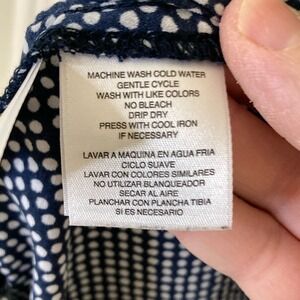 MACHINE WASH COLD WATER
GENTLE CYCLE
WASH WITH LIKE COLORS
NO BLEACH
DRIP DRY
PRESS WITH COOL IRON
IF NECESSARY
LAVAR A MAQUINA EN AGUA FRIA
CICLO SUAVE
LAVAR CON COLORES SIMILARES
NO UTILIZAR BLANQUEADOR
SECAR AL AIRE
PLANCHAR CON PLANCHA TIBIA
SI ES NECESARIO